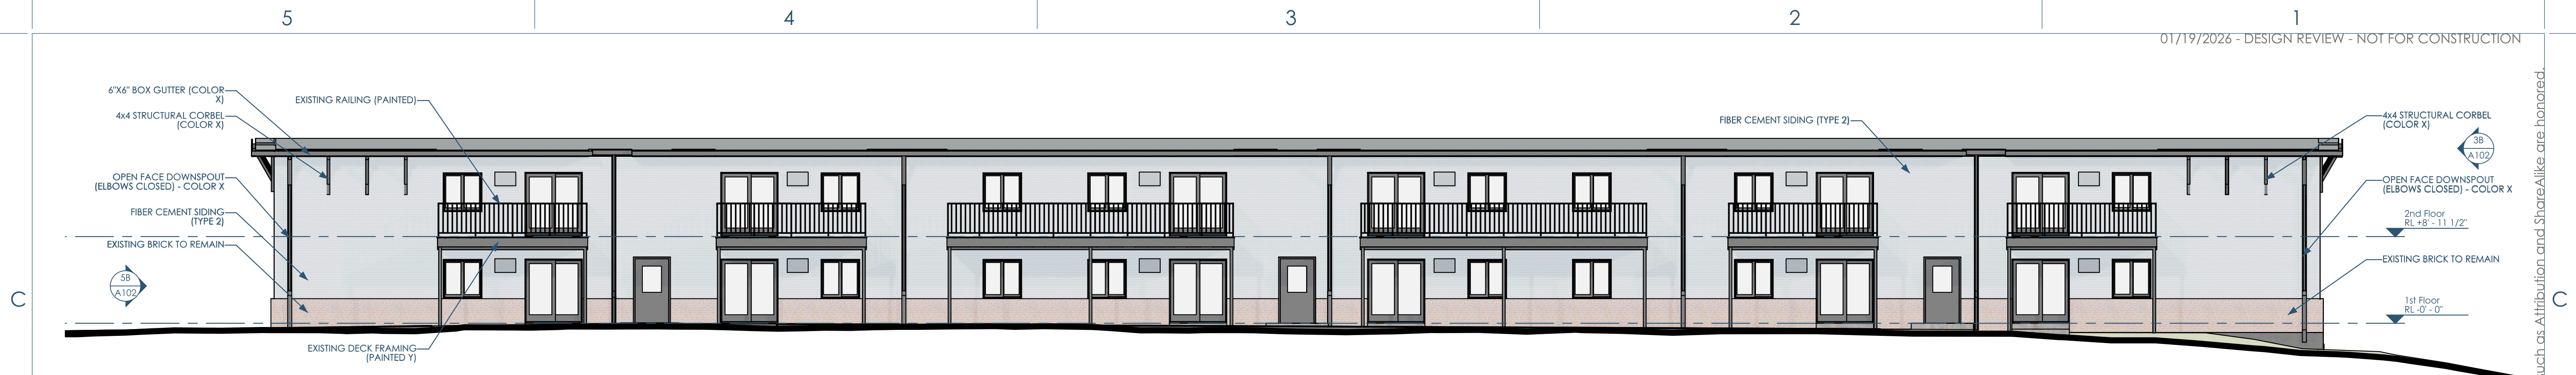 5 4 3 2 1
01/19/2026 - DESIGN REVIEW - NOT FOR CONSTRUCTION
6"X6" BOX GUTTER (COLOR
X)
4x4 STRUCTURAL CORBEL
(COLOR X)
OPEN FACE DOWNSPOUT
(ELBOWS CLOSED) - COLOR X
FIBER CEMENT SIDING
(TYPE 2)
EXISTING BRICK TO REMAIN
5B
A102
C
EXISTING RAILING (PAINTED)
EXISTING DECK FRAMING
(PAINTED Y)
FIBER CEMENT SIDING (TYPE 2)
4x4 STRUCTURAL CORBEL
(COLOR X)
3B
A102
OPEN FACE DOWNSPOUT
(ELBOWS CLOSED) - COLOR X
2nd Floor
RL +8' - 11 1/2"
EXISTING BRICK TO REMAIN
1st Floor
RL -0' - 0"
C
such as Attribution and ShareAlike are honored.